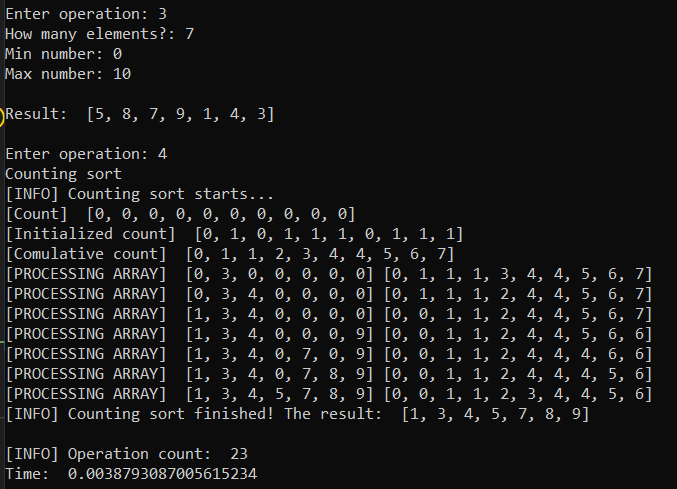 Enter operation: 3
How many elements?: 7
Min number: 0
Max number: 10
Result:  [5, 8, 7, 9, 1, 4, 3]
Enter operation: 4
Counting sort
[INFO] Counting sort starts...
[Count]  [0, 0, 0, 0, 0, 0, 0, 0, 0, 0]
[Initialized count]  [0, 1, 0, 1, 1, 1, 0, 1, 1, 1]
[Comulative count]  [0, 1, 1, 2, 3, 4, 4, 5, 6, 7]
[PROCESSING ARRAY]  [0, 3, 0, 0, 0, 0, 0] [0, 1, 1, 1, 3, 4, 4, 5, 6, 7]
[PROCESSING ARRAY]  [0, 3, 4, 0, 0, 0, 0] [0, 1, 1, 1, 2, 4, 4, 5, 6, 7]
[PROCESSING ARRAY]  [1, 3, 4, 0, 0, 0, 0] [0, 0, 1, 1, 2, 4, 4, 5, 6, 7]
[PROCESSING ARRAY]  [1, 3, 4, 0, 0, 0, 9] [0, 0, 1, 1, 2, 4, 4, 5, 6, 6]
[PROCESSING ARRAY]  [1, 3, 4, 0, 7, 0, 9] [0, 0, 1, 1, 2, 4, 4, 4, 6, 6]
[PROCESSING ARRAY]  [1, 3, 4, 0, 7, 8, 9] [0, 0, 1, 1, 2, 4, 4, 4, 5, 6]
[PROCESSING ARRAY]  [1, 3, 4, 5, 7, 8, 9] [0, 0, 1, 1, 2, 3, 4, 4, 5, 6]
[INFO] Counting sort finished! The result:  [1, 3, 4, 5, 7, 8, 9]
[INFO] Operation count:  23
Time:  0.0038793087005615234